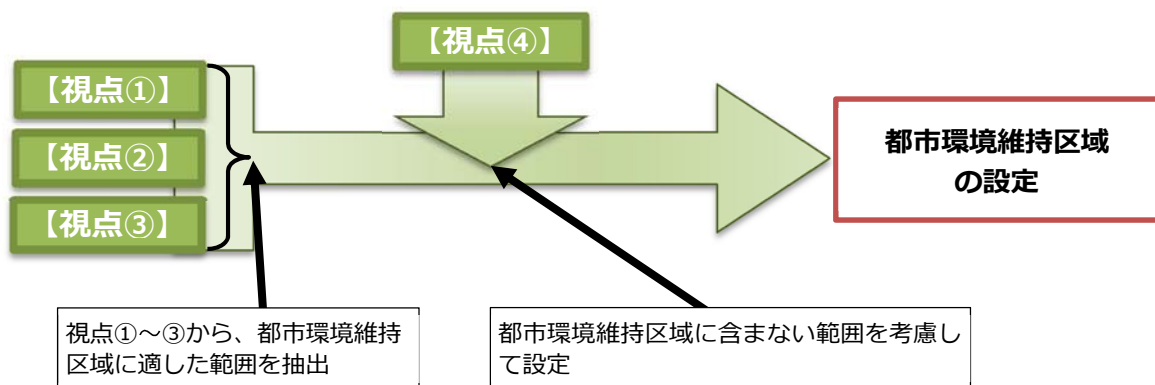 【視点④】
【視点①】
【視点②】
【視点③】
都市環境維持区域
の設定
視点①～③から、都市環境維持
区域に適した範囲を抽出
都市環境維持区域に含まない範囲を考慮し
て設定